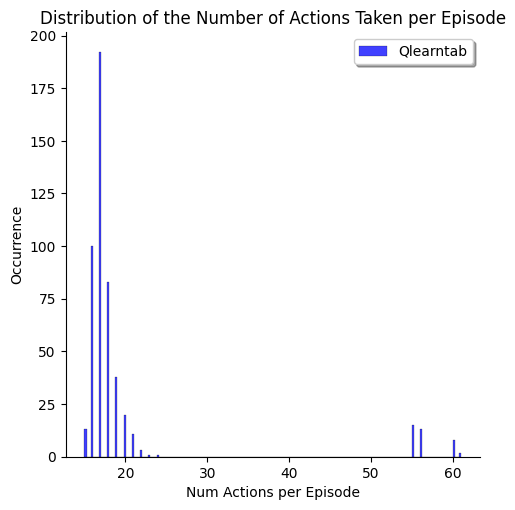 Distribution of the Number of Actions Taken per Episode
Qlearntab
200
175
150
125
100
75
50
25
0
Occurrence
20 30 40 50 60
Num Actions per Episode